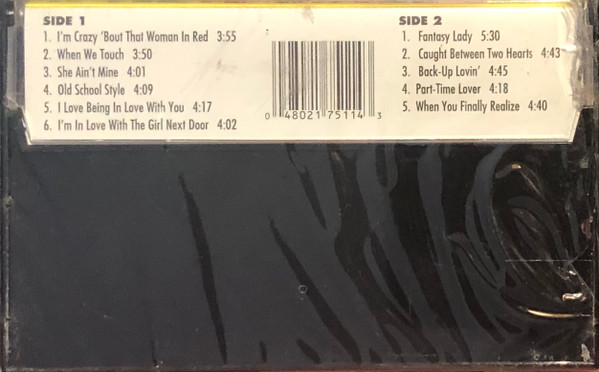 SIDE 1
1. I'm Crazy 'Bout That Woman In Red 3:55
2. When We Touch 3:50
3. She Ain't Mine 4:01
4. Old School Style 4:09
5. I Love Being In Love With You 4:17
6. I'm In Love With The Girl Next Door 4:02
0 48021 75114 3
SIDE 2
1. Fantasy Lady 5:30
2. Caught Between Two Hearts 4:43
3. Back-Up Lovin' 4:45
4. Part-Time Lover 4:18
5. When You Finally Realize 4:40